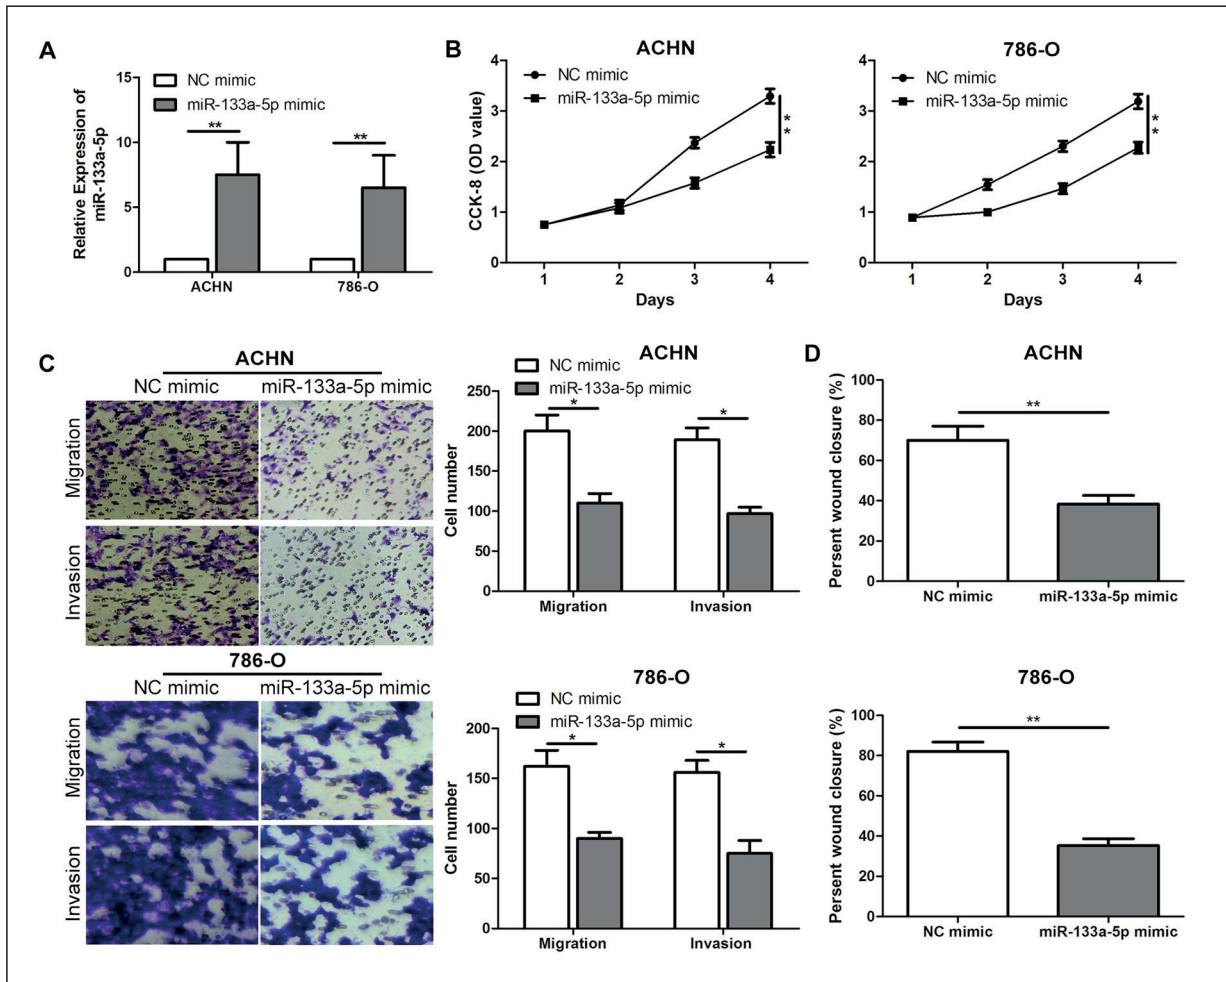 A
NC mimic
miR-133a-5p mimic
Relative Expression of
miR-133a-5p
15
10
5
0
**
**
ACHN
786-O
B
ACHN
NC mimic
miR-133a-5p mimic
CCK-8 (OD value)
4
3
2
1
0
**
1 2 3 4
Days
786-O
NC mimic
miR-133a-5p mimic
4
3
2
1
0
**
1 2 3 4
Days
C
ACHN
NC mimic
miR-133a-5p mimic
Migration
Invasion
786-O
NC mimic
miR-133a-5p mimic
Migration
Invasion
ACHN
NC mimic
miR-133a-5p mimic
Cell number
250
200
150
100
50
0
*
*
Migration
Invasion
786-O
NC mimic
miR-133a-5p mimic
Cell number
200
150
100
50
0
*
*
Migration
Invasion
D
ACHN
Persent wound closure (%)
100
80
60
40
20
0
**
NC mimic
miR-133a-5p mimic
786-O
Persent wound closure (%)
100
80
60
40
20
0
**
NC mimic
miR-133a-5p mimic